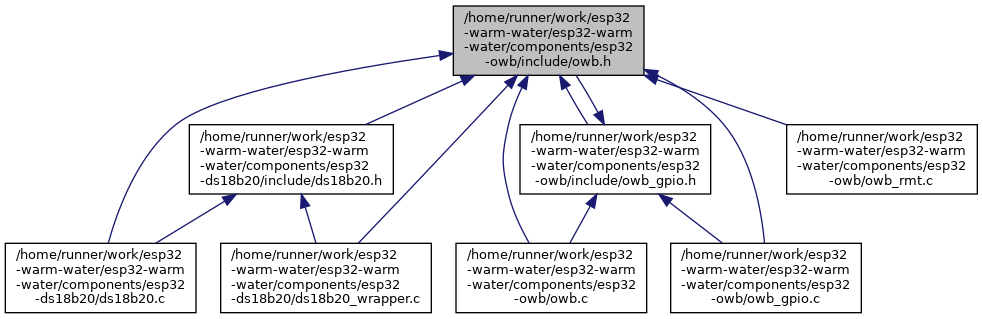 /home/runner/work/esp32
-warm-water/esp32-warm
-water/components/esp32
-owb/include/owb.h
/home/runner/work/esp32
-warm-water/esp32-warm
-water/components/esp32
-ds18b20/include/ds18b20.h
/home/runner/work/esp32
-warm-water/esp32-warm
-water/components/esp32
-owb/include/owb_gpio.h
/home/runner/work/esp32
-warm-water/esp32-warm
-water/components/esp32
-owb/owb_rmt.c
/home/runner/work/esp32
-warm-water/esp32-warm
-water/components/esp32
-ds18b20/ds18b20.c
/home/runner/work/esp32
-warm-water/esp32-warm
-water/components/esp32
-ds18b20/ds18b20_wrapper.c
/home/runner/work/esp32
-warm-water/esp32-warm
-water/components/esp32
-owb/owb.c
/home/runner/work/esp32
-warm-water/esp32-warm
-water/components/esp32
-owb/owb_gpio.c